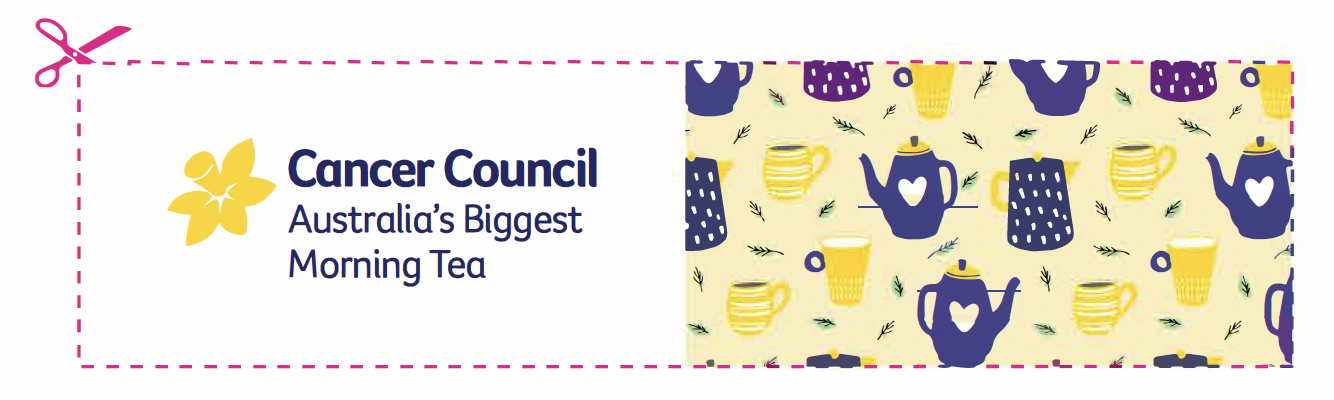 Cancer Council
Australia's Biggest
Morning Tea